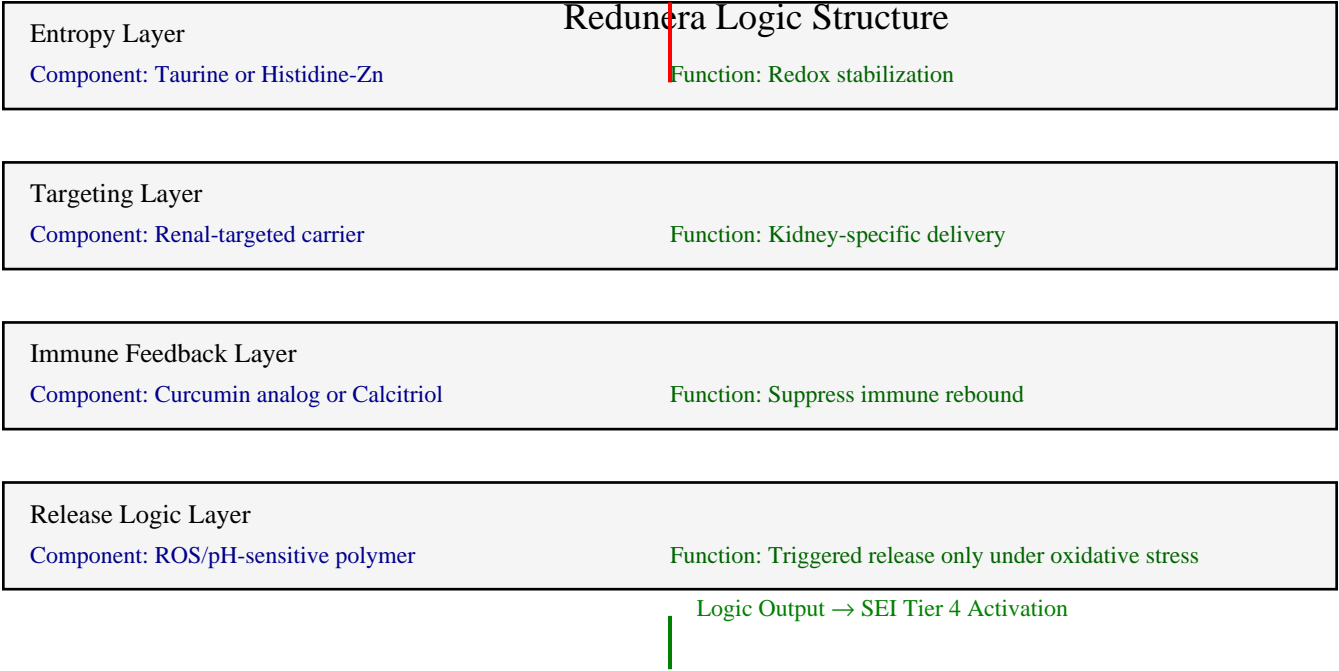 Redunera Logic Structure
Entropy Layer
Component: Taurine or Histidine-Zn
Function: Redox stabilization
Targeting Layer
Component: Renal-targeted carrier
Function: Kidney-specific delivery
Immune Feedback Layer
Component: Curcumin analog or Calcitriol
Function: Suppress immune rebound
Release Logic Layer
Component: ROS/pH-sensitive polymer
Function: Triggered release only under oxidative stress
Logic Output → SEI Tier 4 Activation